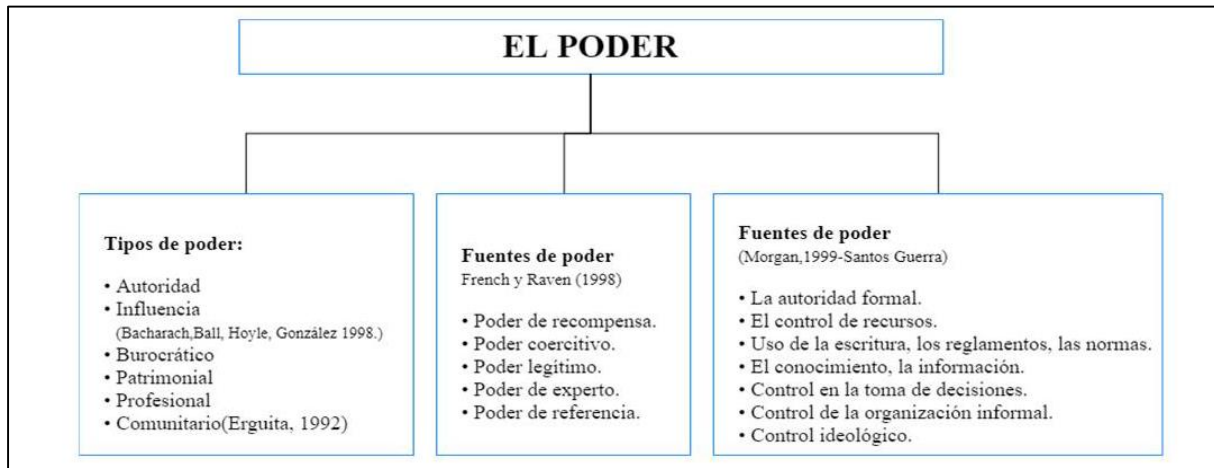 EL PODER
Tipos de poder:
• Autoridad
• Influencia
(Bacharach,Ball, Hoyle, González 1998.)
• Burocrático
• Patrimonial
• Profesional
• Comunitario(Erguita, 1992)
Fuentes de poder
French y Raven (1998)
• Poder de recompensa.
• Poder coercitivo.
• Poder legítimo.
• Poder de experto.
• Poder de referencia.
Fuentes de poder
(Morgan,1999-Santos Guerra)
• La autoridad formal.
• El control de recursos.
• Uso de la escritura, los reglamentos, las normas.
• El conocimiento, la información.
• Control en la toma de decisiones.
• Control de la organización informal.
• Control ideológico.